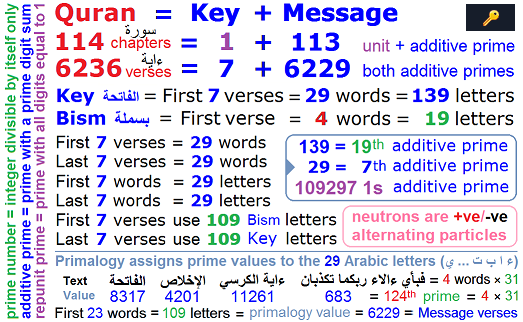 Quran = Key + Message
سورة
114 chapters = 1 + 113 unit + additive prime
ءاية
6236 verses = 7 + 6229 both additive primes
Key الفاتحة = First 7 verses = 29 words = 139 letters
Bism بسملة = First verse = 4 words = 19 letters
First 7 verses = 29 words
Last 7 verses = 29 words
First 7 words = 29 letters
Last 7 words = 29 letters
First 7 verses use 109 Bism letters
Last 7 verses use 109 Key letters
139 = 19th additive prime
29 = 7th additive prime
109297 1s additive prime
neutrons are +ve/-ve
alternating particles
Primalogy assigns prime values to the 29 Arabic letters (ء ا ب ت ... ي)
Text الفاتحة الإخلاص ءاية الكرسي فبأي ءالاء ربكما تكذبان = 4 words × 31
Value 8317 4201 11261 683 = 124th prime = 4 × 31
First 23 words = 109 letters = primalogy value = 6229 = Message verses
prime number = integer divisible by itself only
additive prime = prime with a prime digit sum
repunit prime = prime with all digits equal to 1